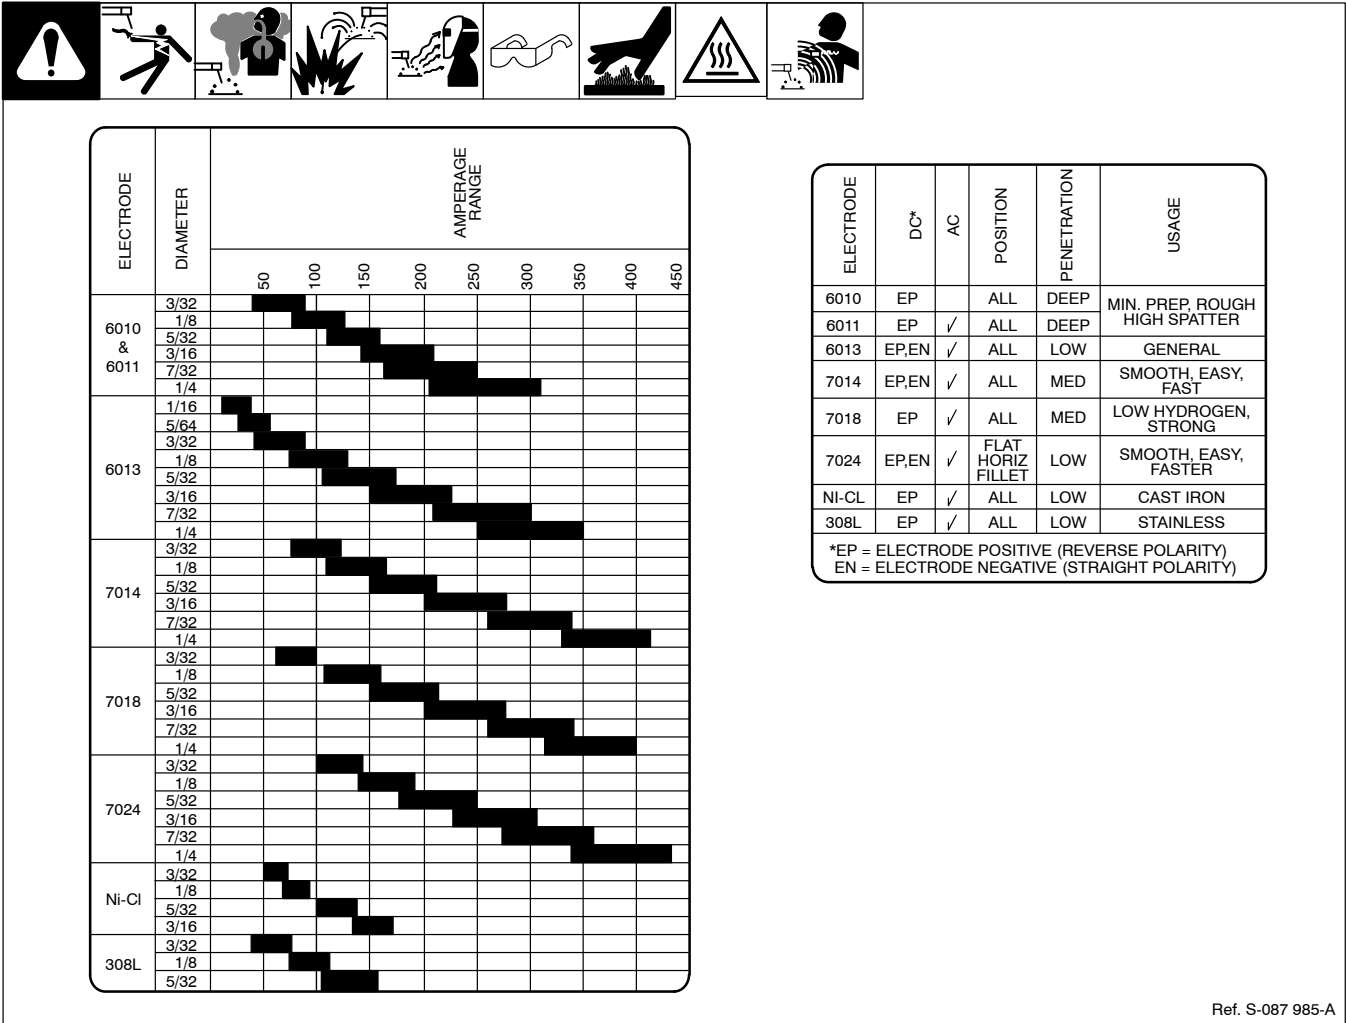 ELECTRODE DIAMETER AMPERAGE RANGE
50 100 150 200 250 300 350 400 450
6010 & 6011
3/32
1/8
5/32
3/16
7/32
1/4
6013
1/16
5/64
3/32
1/8
5/32
3/16
7/32
1/4
7014
3/32
1/8
5/32
3/16
7/32
1/4
7018
3/32
1/8
5/32
3/16
7/32
1/4
7024
3/32
1/8
5/32
3/16
7/32
1/4
Ni-Cl
3/32
1/8
5/32
3/16
308L
3/32
1/8
5/32
ELECTRODE DC* AC POSITION PENETRATION USAGE
6010 EP ALL DEEP MIN. PREP, ROUGH HIGH SPATTER
6011 EP √ ALL DEEP
6013 EP,EN √ ALL LOW GENERAL
7014 EP,EN √ ALL MED SMOOTH, EASY, FAST
7018 EP √ ALL MED LOW HYDROGEN, STRONG
7024 EP,EN √ FLAT HORIZ FILLET LOW SMOOTH, EASY, FASTER
NI-CL EP √ ALL LOW CAST IRON
308L EP √ ALL LOW STAINLESS
*EP = ELECTRODE POSITIVE (REVERSE POLARITY)
EN = ELECTRODE NEGATIVE (STRAIGHT POLARITY)
Ref. S-087 985-A